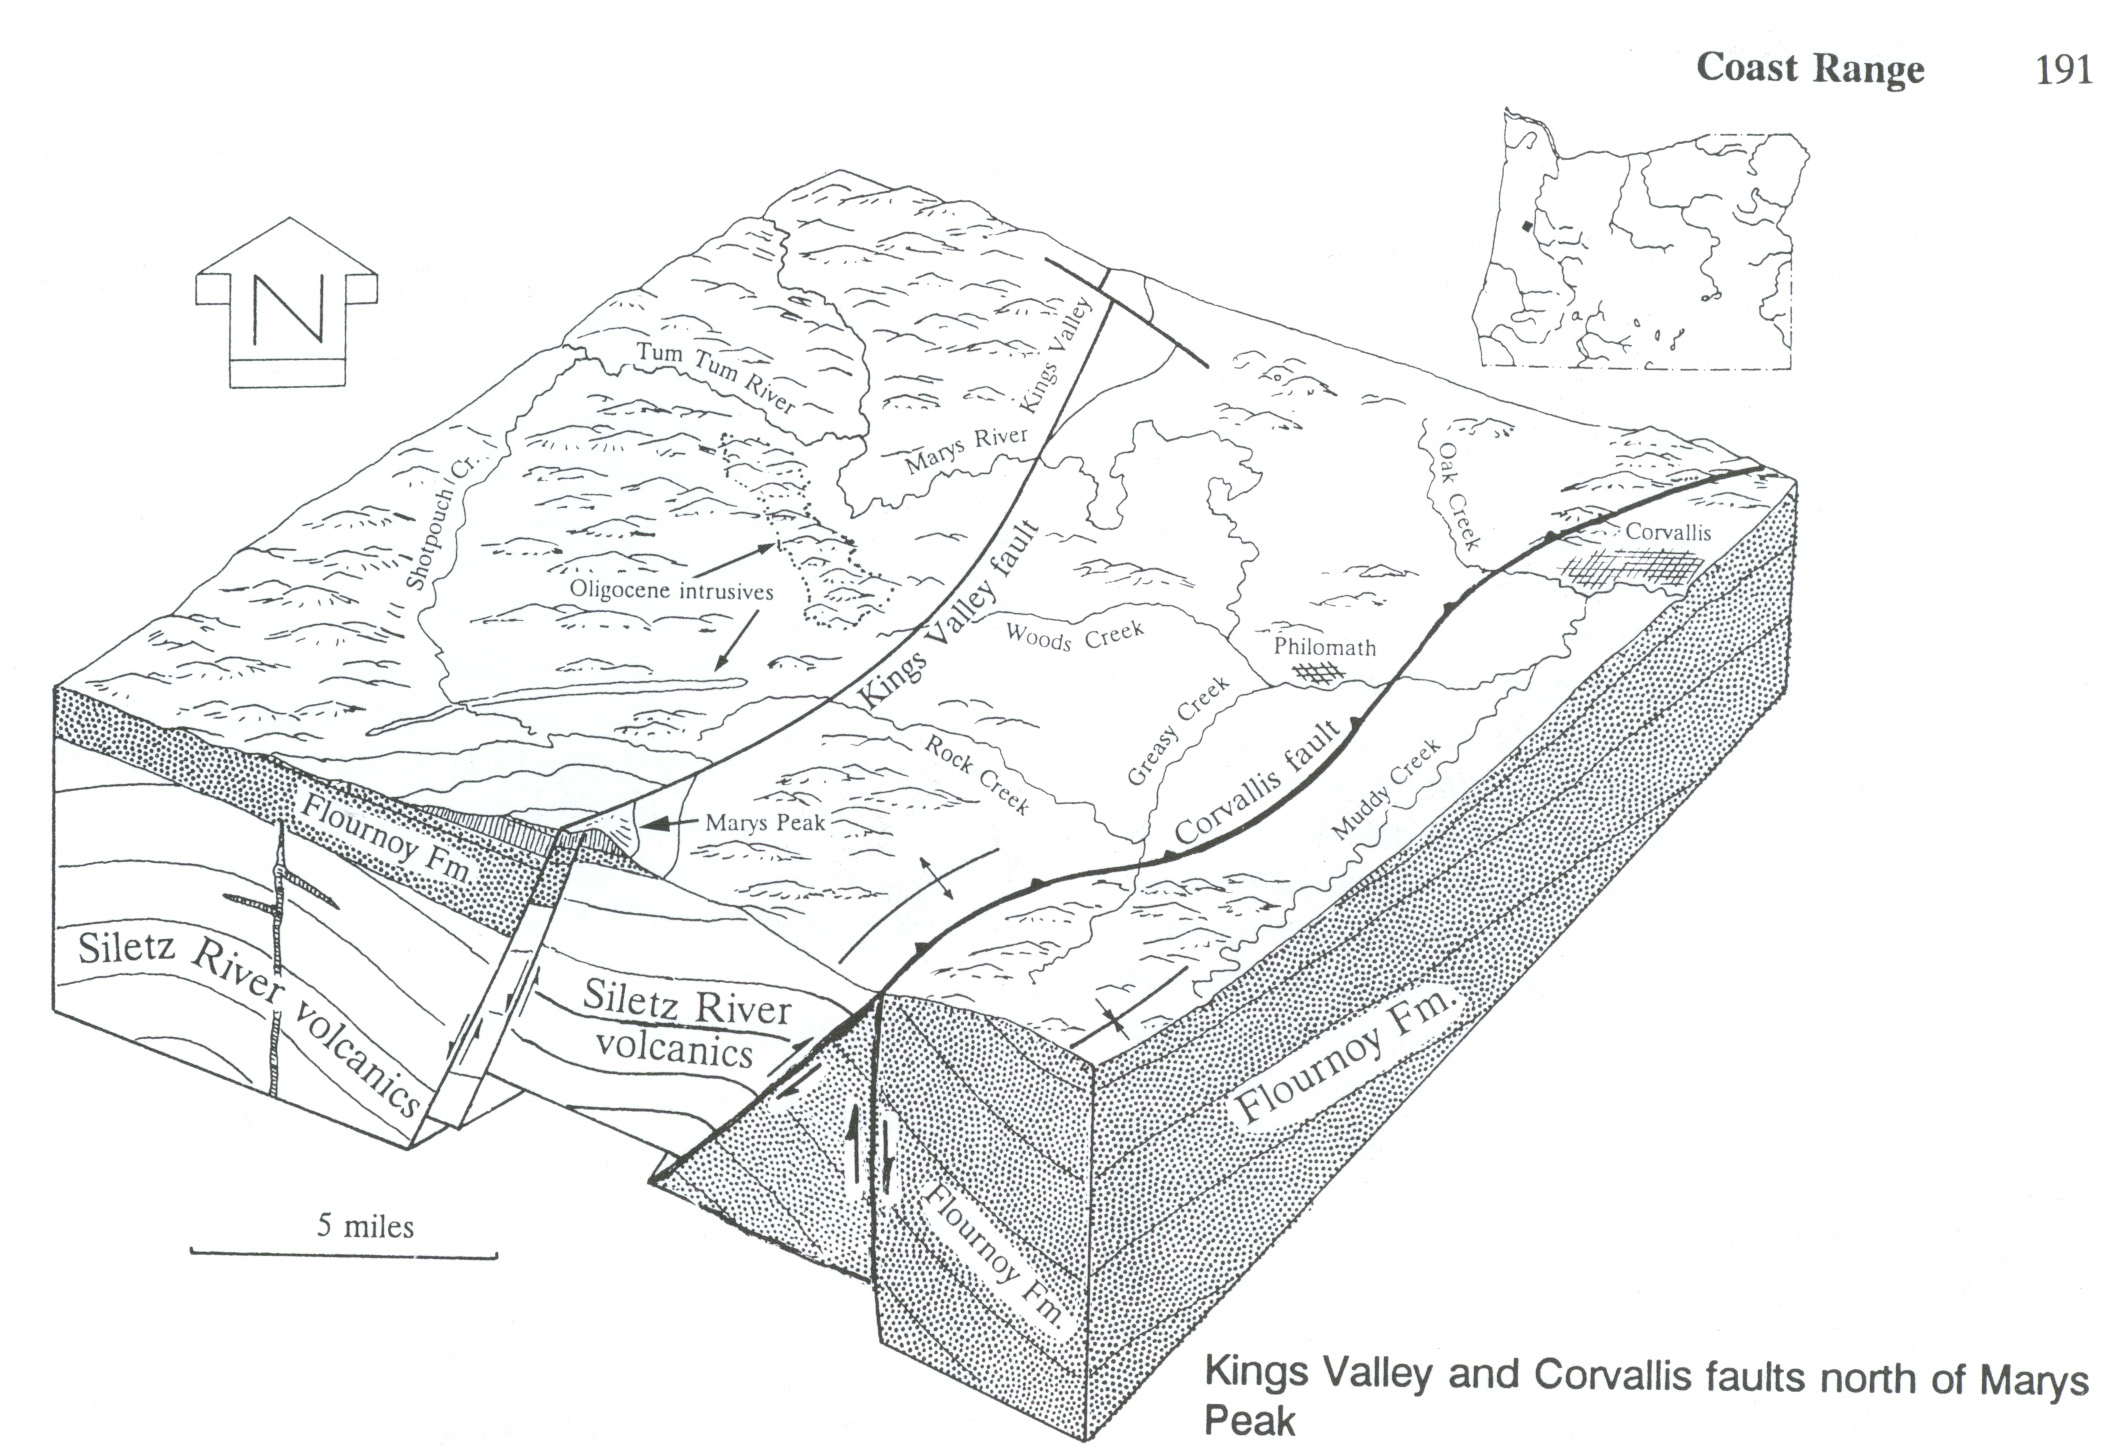 Coast Range 191
N
Tum Tum River
Kings Valley
Marys River
Oak Creek
Shotpouch Cr.
Corvallis
Oligocene intrusives
Kings Valley fault
Woods Creek
Philomath
Greasy Creek
Rock Creek
Corvallis fault
Muddy Creek
Marys Peak
Flournoy Fm
Siletz River volcanics
Siletz River
volcanics
Flournoy Fm.
Flournoy Fm.
5 miles
Kings Valley and Corvallis faults north of Marys
Peak